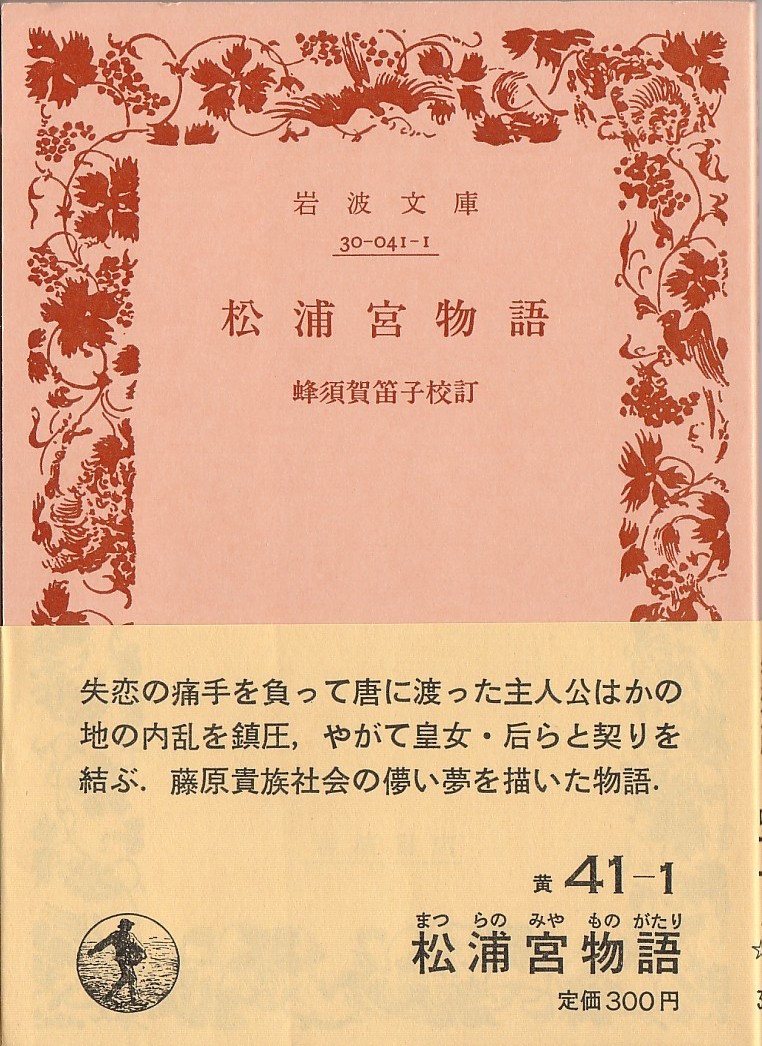 岩波文庫
30-041-1
松浦宮物語
蜂須賀笛子校訂
失恋の痛手を負って唐に渡った主人公はかの
地の内乱を鎮圧，やがて皇女・后らと契りを
結ぶ．藤原貴族社会の儚い夢を描いた物語．
黄 41-1
まつ らの みや もの がたり
松浦宮物語
定価300円